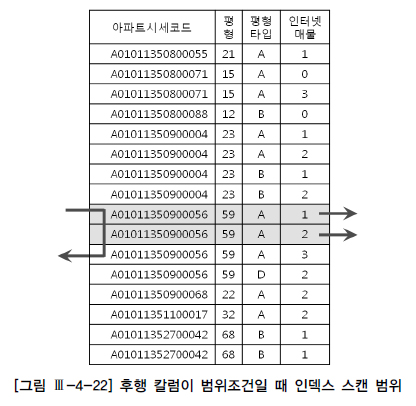 아파트시세코드 평형 평형타입 인터넷매물
A01011350800055 21 A 1
A01011350800071 15 A 0
A01011350800071 15 A 3
A01011350800088 12 B 0
A01011350900004 23 A 1
A01011350900004 23 A 2
A01011350900004 23 B 1
A01011350900004 23 B 2
A01011350900056 59 A 1
A01011350900056 59 A 2
A01011350900056 59 A 3
A01011350900056 59 D 2
A01011350900068 22 A 2
A01011351100017 32 A 2
A01011352700042 68 B 1
A01011352700042 68 B 1
[그림 Ⅲ-4-22] 후행 칼럼이 범위조건일 때 인덱스 스캔 범위